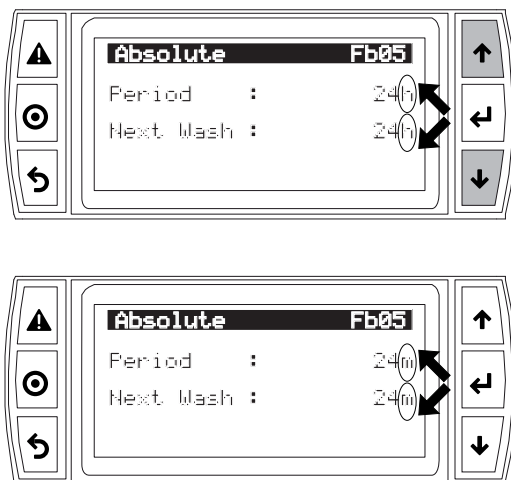 Absolute Fb05
Period : 24h
Next Wash : 24h
Absolute Fb05
Period : 24m
Next Wash : 24m